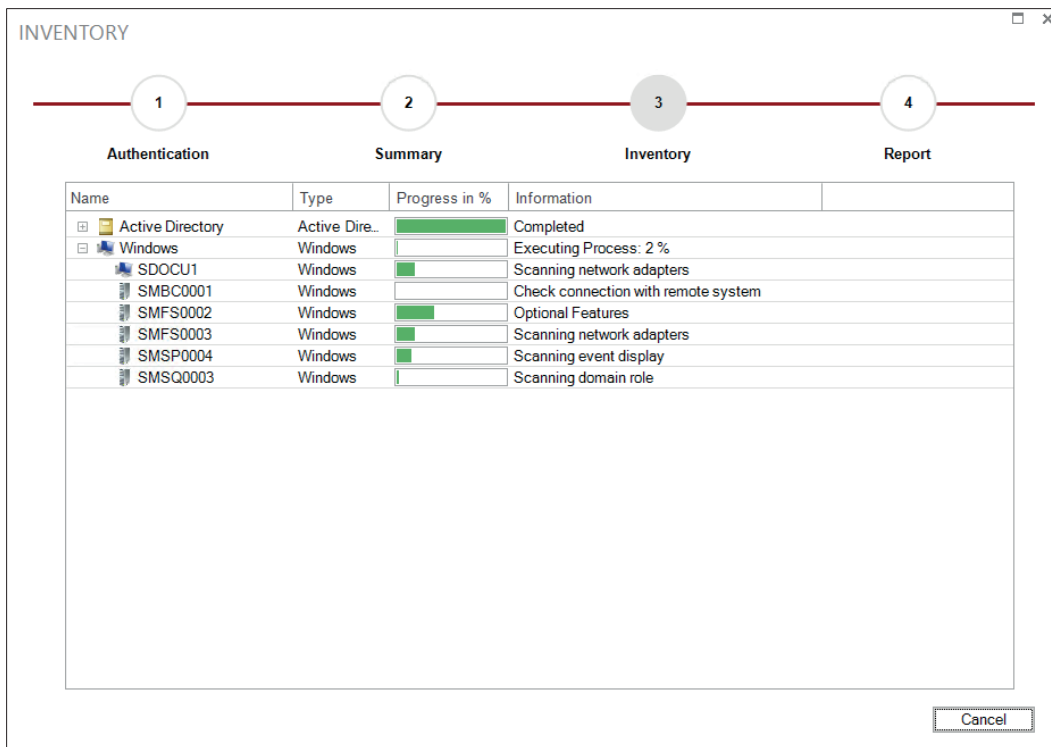 INVENTORY
1 2 3 4
Authentication Summary Inventory Report
Name Type Progress in % Information
Active Directory Active Dire... Completed
Windows Windows Executing Process: 2 %
SDOCU1 Windows Scanning network adapters
SMBC0001 Windows Check connection with remote system
SMFS0002 Windows Optional Features
SMFS0003 Windows Scanning network adapters
SMSP0004 Windows Scanning event display
SMSQ0003 Windows Scanning domain role
Cancel